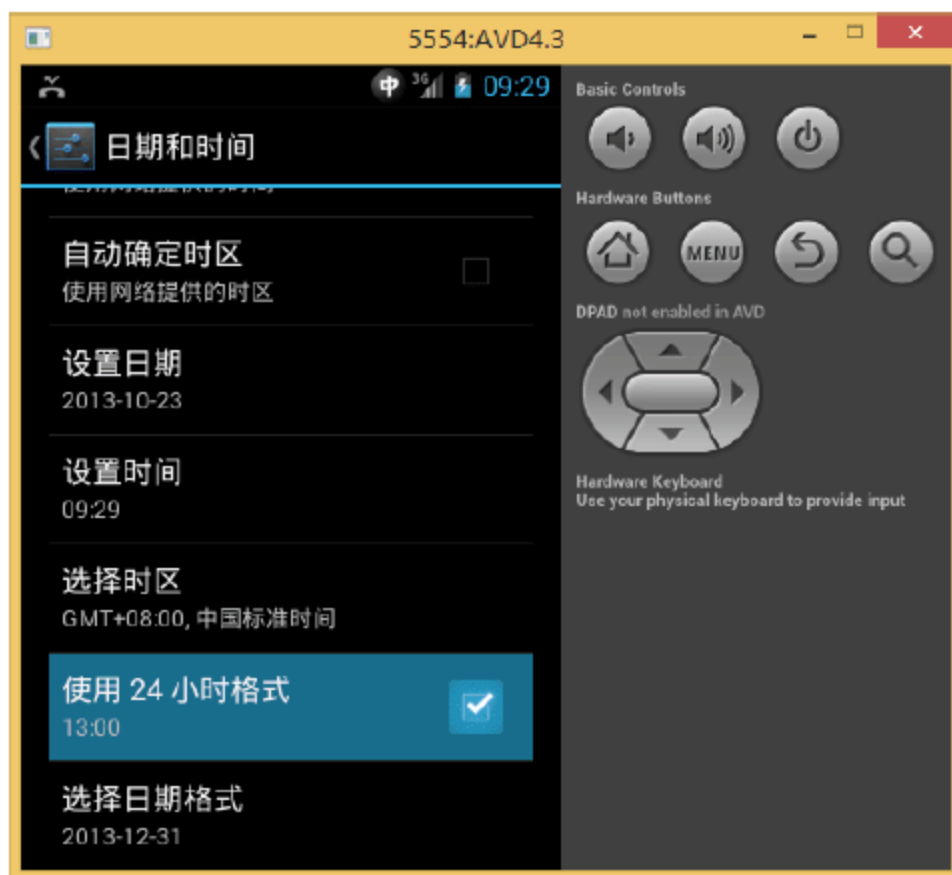 5554:AVD4.3
中 3G 09:29
日期和时间
自动确定时区
使用网络提供的时区
设置日期
2013-10-23
设置时间
09:29
选择时区
GMT+08:00, 中国标准时间
使用 24 小时格式
13:00
选择日期格式
2013-12-31
Basic Controls
Hardware Buttons
MENU
DPAD not enabled in AVD
Hardware Keyboard
Use your physical keyboard to provide input